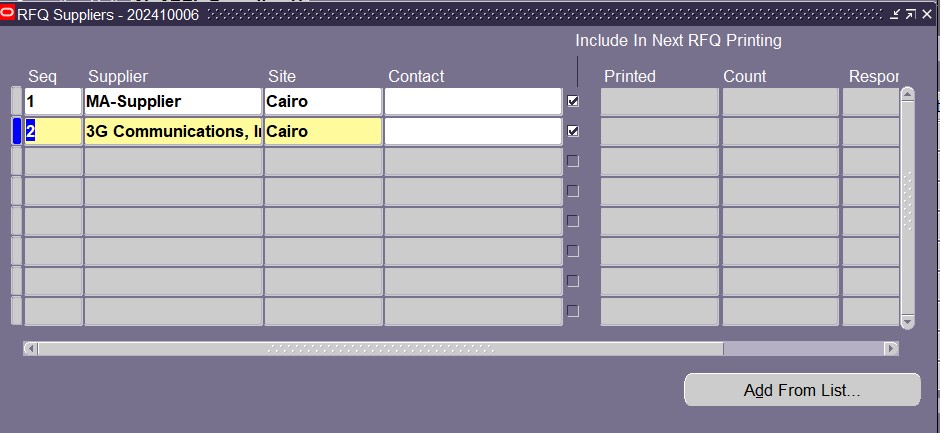 RFQ Suppliers - 202410006
Include In Next RFQ Printing
Seq Supplier Site Contact Printed Count Respor
1 MA-Supplier Cairo
2 3G Communications, I Cairo
Add From List...